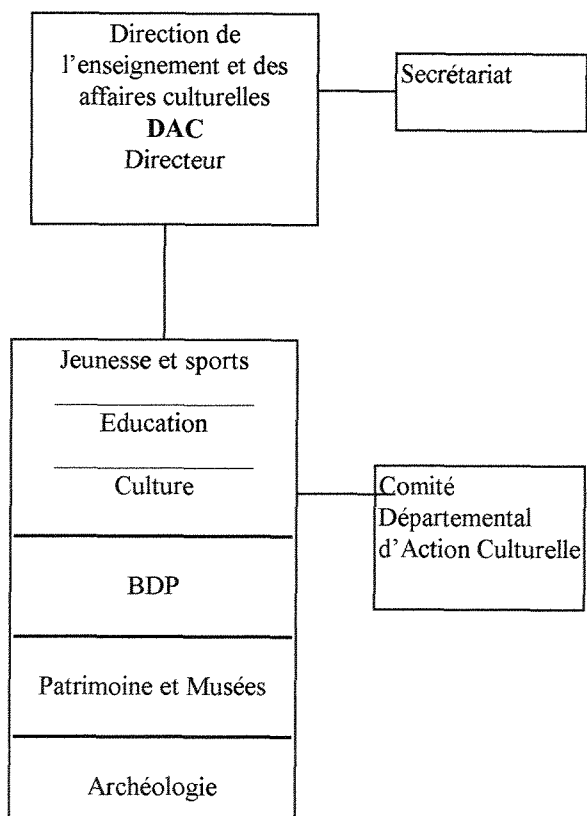 Direction de
l'enseignement et des
affaires culturelles
DAC
Directeur
Secrétariat
Jeunesse et sports
Education
Culture
Comité
Départemental
d'Action Culturelle
BDP
Patrimoine et Musées
Archéologie